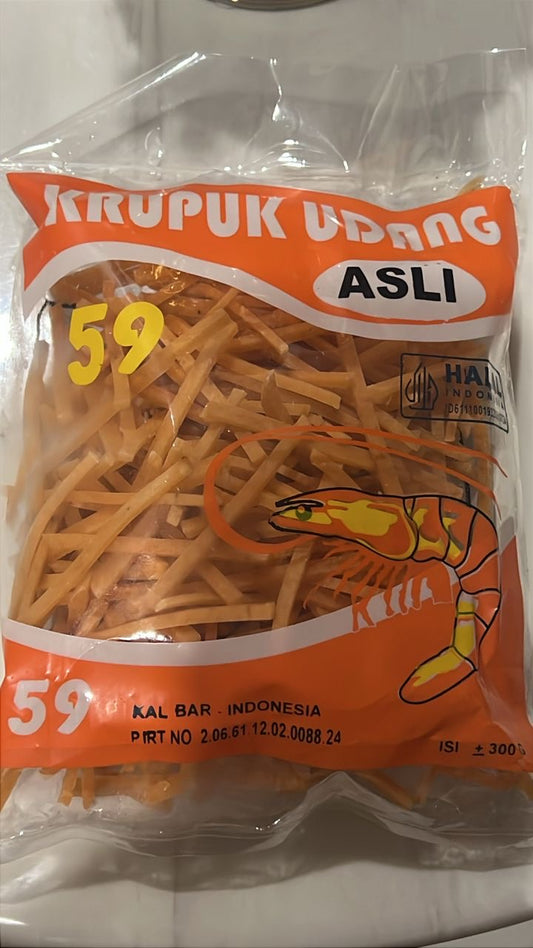 KRUPUK UDANG
ASLI
59
INDONESIA
59
KAL BAR - INDONESIA
PIRT NO 2.06.61.12.02.0088.24
ISI ± 300 G